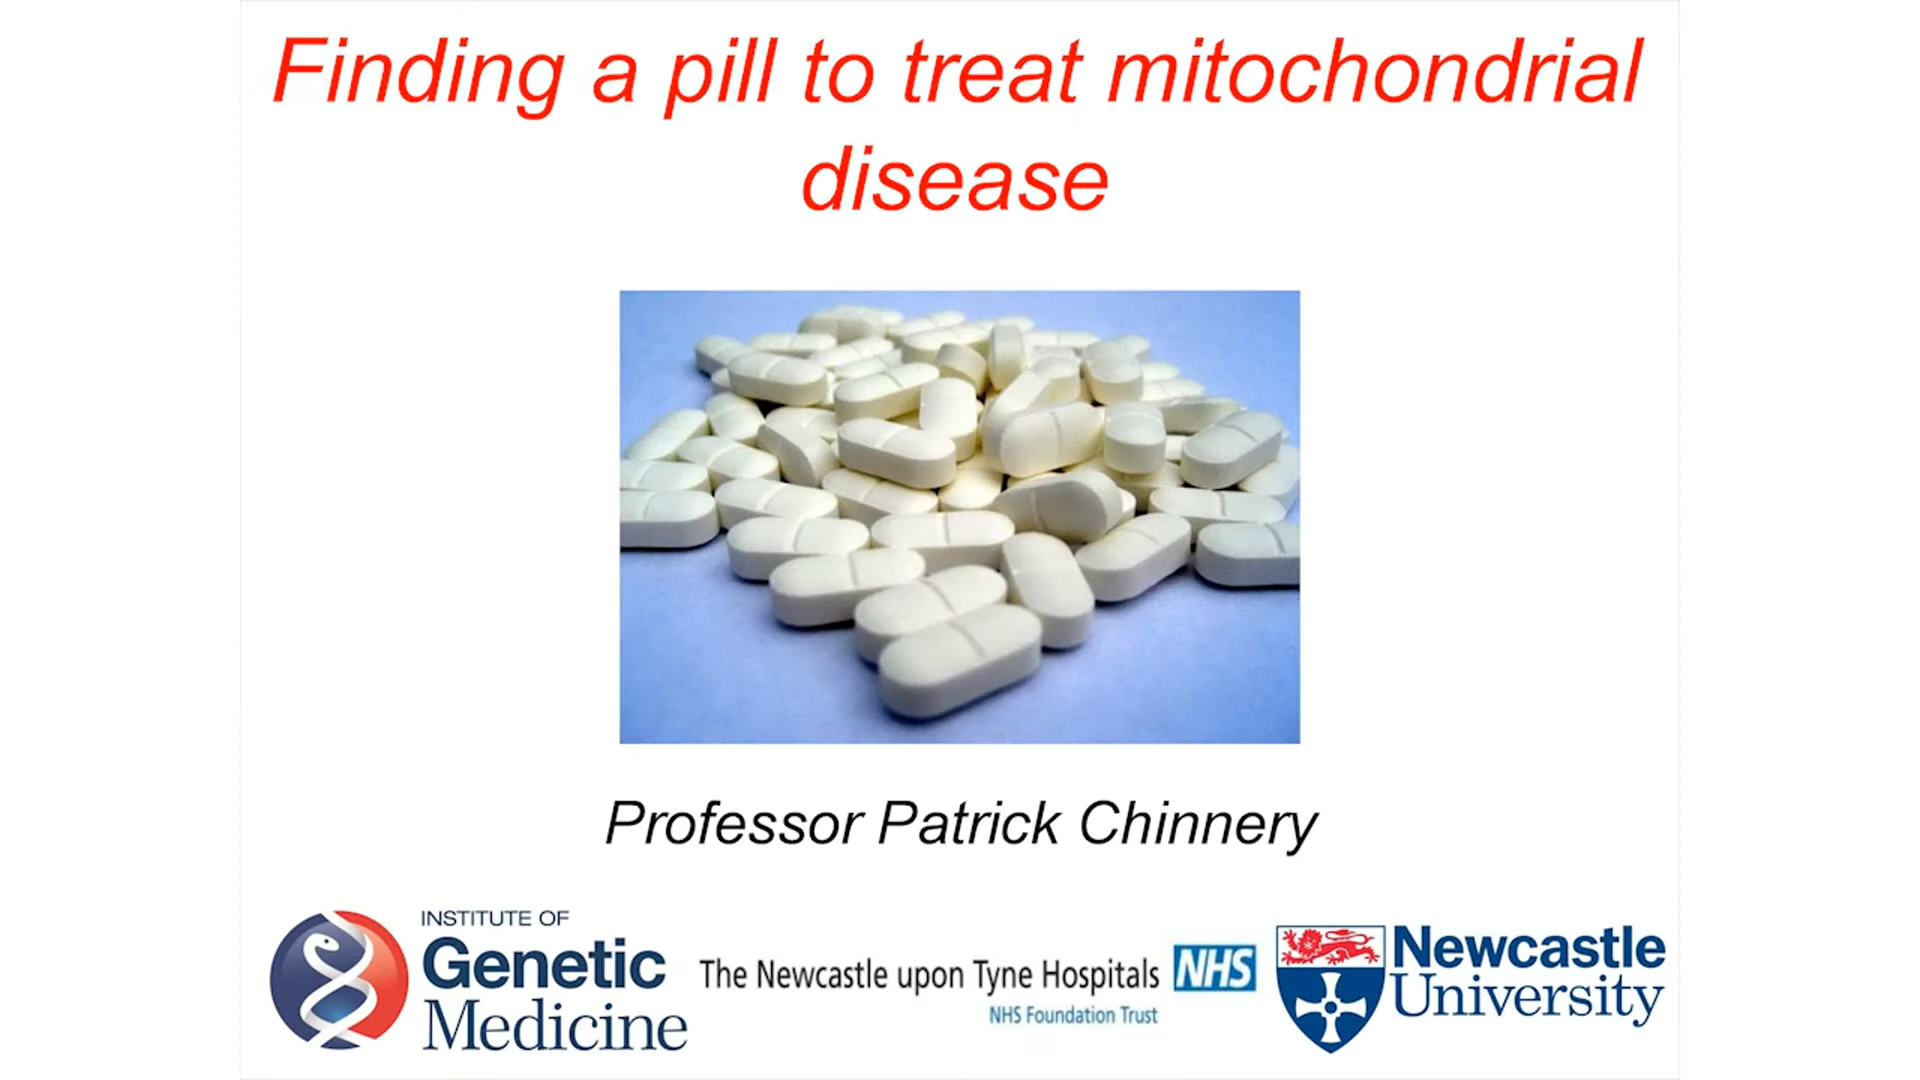 Finding a pill to treat mitochondrial
disease
Professor Patrick Chinnery
INSTITUTE OF
Genetic
Medicine
The Newcastle upon Tyne Hospitals NHS
NHS Foundation Trust
Newcastle
University